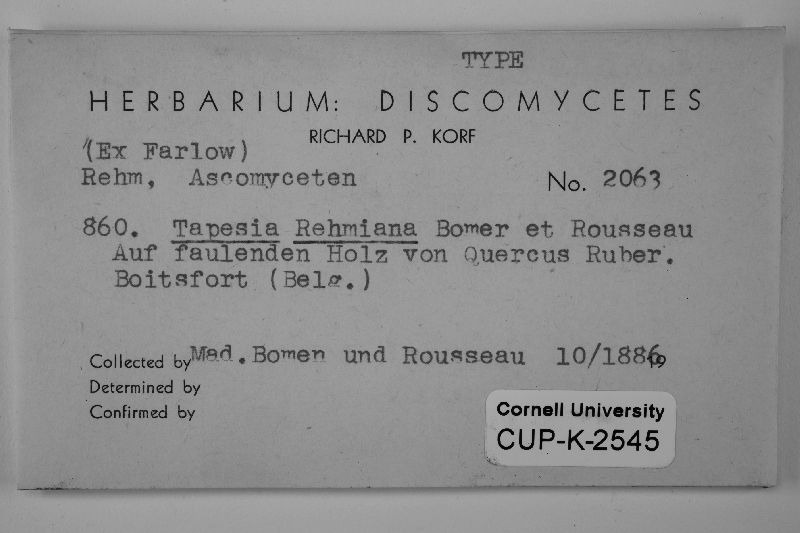 TYPE
HERBARIUM: DISCOMYCETES
RICHARD P. KORF
(Ex Farlow)
Rehm, Ascomyceten No. 2063
860. Tapesia Rehmiana Bomer et Rousseau
Auf faulenden Holz von Quercus Ruber.
Boitsfort (Belg.)
Collected by Mad. Bomen und Rousseau 10/1886 19
Determined by
Confirmed by
Cornell University
CUP-K-2545